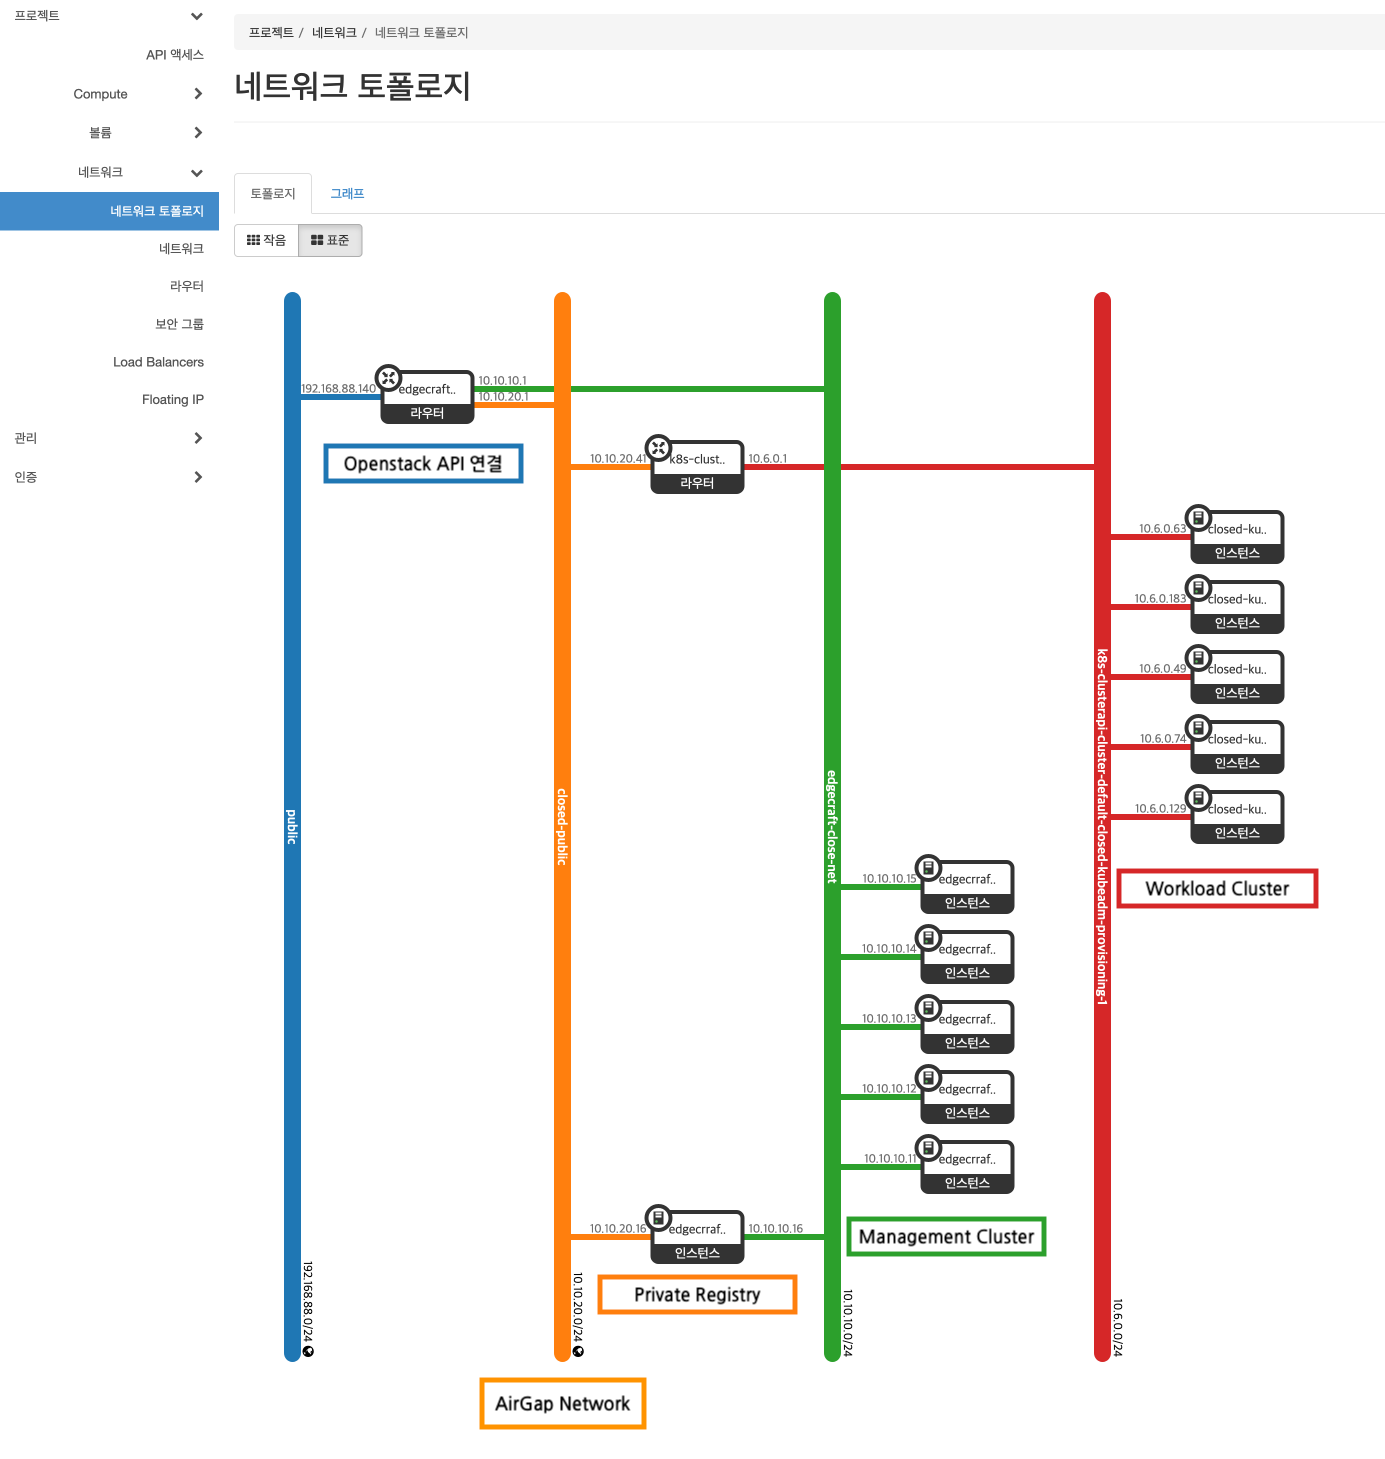 프로젝트
API 액세스
Compute
볼륨
네트워크
네트워크 토폴로지
네트워크
라우터
보안 그룹
Load Balancers
Floating IP
관리
인증
프로젝트 / 네트워크 / 네트워크 토폴로지
네트워크 토폴로지
토폴로지
그래프
작음
표준
192.168.88.140
edgecraft..
라우터
10.10.10.1
10.10.20.1
Openstack API 연결
10.10.20.41
k8s-clust..
라우터
10.6.0.1
10.6.0.63
closed-ku..
인스턴스
10.6.0.183
closed-ku..
인스턴스
10.6.0.49
closed-ku..
인스턴스
10.6.0.74
closed-ku..
인스턴스
10.6.0.129
closed-ku..
인스턴스
Workload Cluster
public
closed-public
edgecraft-close-net
k8s-clusterapi-cluster-default-closed-kubeadm-provisioning-1
10.10.10.15
edgecrraf..
인스턴스
10.10.10.14
edgecrraf..
인스턴스
10.10.10.13
edgecrraf..
인스턴스
10.10.10.12
edgecrraf..
인스턴스
10.10.10.11
edgecrraf..
인스턴스
Management Cluster
10.10.20.16
edgecrraf..
인스턴스
10.10.10.16
Private Registry
192.168.88.0/24
10.10.20.0/24
10.10.10.0/24
10.6.0.0/24
AirGap Network